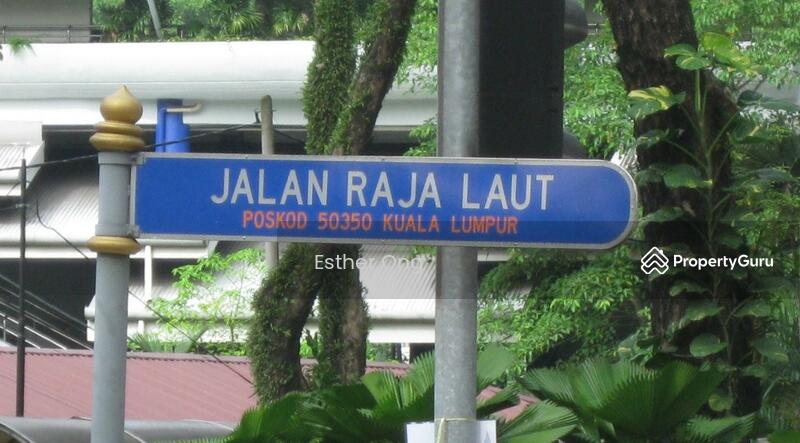 JALAN RAJA LAUT
POSKOD 50350 KUALA LUMPUR
Esther Ong
PropertyGuru